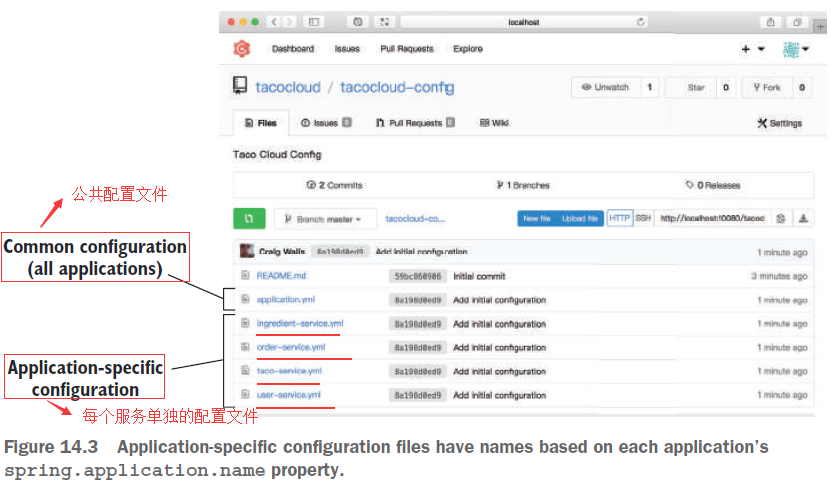 localhost
Dashboard Issues Pull Requests Explore
tacocloud / tacocloud-config
Unwatch 1 Star 0 Fork 0
Files Issues 0 Pull Requests 0 Wiki Settings
Taco Cloud Config
2 Commits 1 Branches 0 Releases
公共配置文件
Branch: master tacocloud-co... New file Upload file HTTP SSH http://localhost:10080/tacoc
Common configuration
(all applications)
Craig Walls 8a198d0ed9 Add initial configuration 1 minute ago
README.md Initial commit 3 minutes ago
application.yml 8a198d0ed9 Add initial configuration 1 minute ago
ingredient-service.yml 8a198d0ed9 Add initial configuration 1 minute ago
order-service.yml 8a198d0ed9 Add initial configuration 1 minute ago
taco-service.yml 8a198d0ed9 Add initial configuration 1 minute ago
user-service.yml 8a198d0ed9 Add initial configuration 1 minute ago
Application-specific
configuration
每个服务单独的配置文件
Figure 14.3 Application-specific configuration files have names based on each application’s
spring.application.name property.